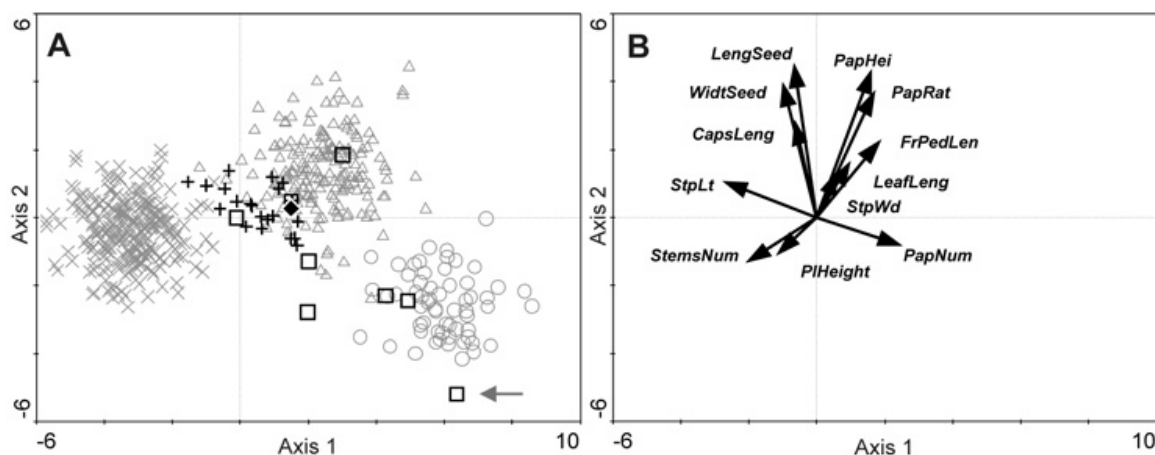 A
6
Axis 2
-6
-6
Axis 1
10
B
6
LengSeed
PapHei
WidtSeed
PapRat
CapsLeng
FrPedLen
LeafLeng
StpLt
StpWd
StemsNum
PlHeight
PapNum
Axis 2
-6
-6
Axis 1
10